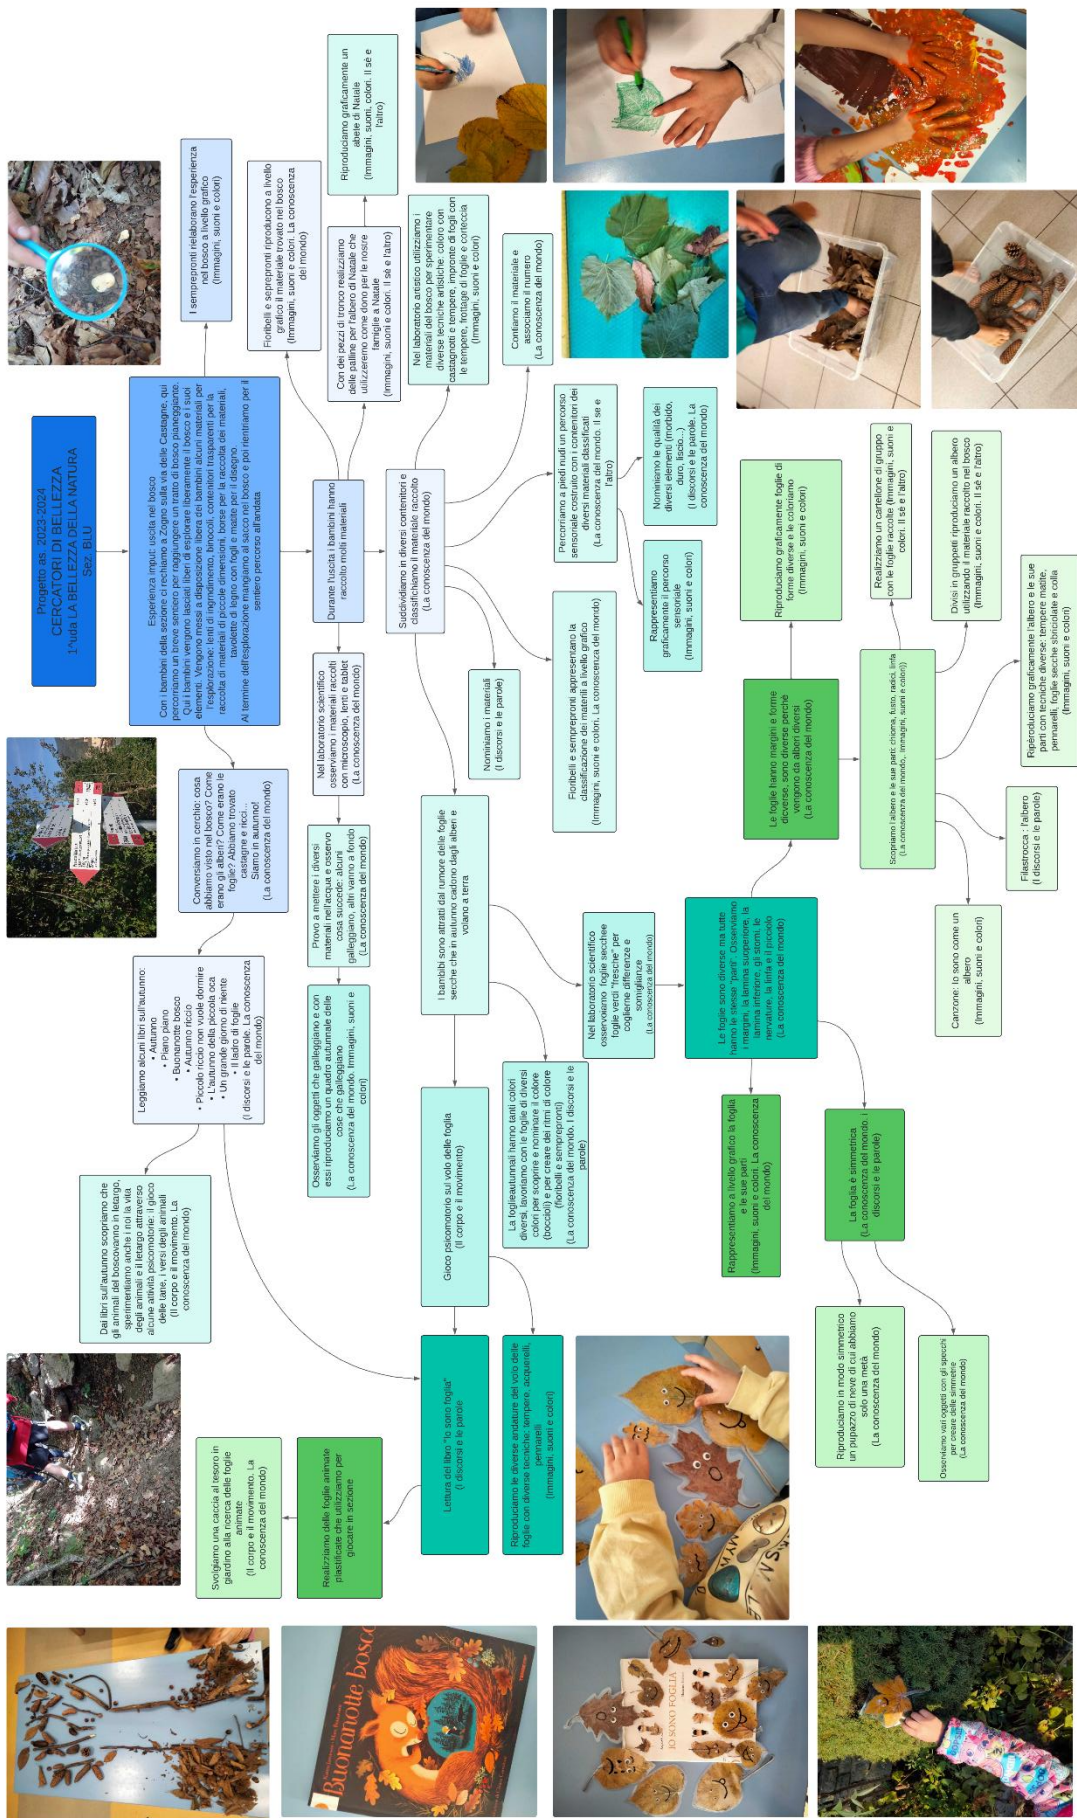 Progetto as. 2023-2024
CERCATORI DI BELLEZZA
1^uda LA BELLEZZA DELLA NATURA
Sez. BLU
Esperienza imput: uscita nel bosco
Con i bambini della sezione ci rechiamo a Zogno sulla via delle Castagne, qui
percorriamo un breve sentiero per raggiungere un tratto di bosco pianeggiante.
Qui i bambini vengono lasciati liberi di esplorare liberamente il bosco e i suoi
elementi. Vengono messi a disposizione libera dei bambini alcuni materiali per
l'esplorazione: lenti di ingrndimento, binocoli, contenitori trasparenti per la
raccolta di materiali di piccole dimensioni, borse per la raccolta dei materiali,
tavolette di legno con fogli e matite per il disegno.
Al termine dell'esplorazione mangiamo al sacco nel bosco e poi rientriamo per il
sentiero percorso all'andata
I semprepronti rielaborano l'esperienza
nel bosco a livello grafico
(Immagini, suoni e colori)
Conversiamo in cerchio: cosa
abbiamo visto nel bosco? Come
erano gli alberi? Come erano le
foglie? Abbiamo trovato
castagne e ricci...
Siamo in autunno!
(La conoscenza del mondo)
Durante l'uscita i bambini hanno
raccolto molti materiali
Fioribelli e seprepronti riproducono a livello
grafico il materiale trovato nel bosco
(Immagini, suoni e colori. La conoscenza
del mondo)
Con dei pezzi di tronco realizziamo
delle palline per l'albero di Natale che
utilizzeremo come dono per le nostre
famiglie a Natale
(Immagini, suoni e colori. Il sè e l'altro)
Riproduciamo graficamente un
abete di Natale
(Immagini, suoni, colori. Il sè e
l'altro)
Leggiamo alcuni libri sull'autunno:
• Autunno
• Piano piano
• Buonanotte bosco
• Autunno riccio
• Piccolo riccio non vuole dormire
• L'autunno della piccola oca
• Un grande giorno di niente
• Il ladro di foglie
(I discorsi e le parole. La conoscenza
del mondo)
Dai libri sull'autunno scopriamo che
gli animali del boscovanno in letargo,
sperimentiamo anche i noi la vita
degli animali e il letargo attraverso
alcune attività psicomotorie: il gioco
delle tane, i versi degli animali
(Il corpo e il movimento. La
conoscenza del mondo)
Nel laboratorio scientifico
osserviamo i materiali raccolti
con micoscopio, lenti e tablet
(La conoscenza del mondo)
Provo a mettere i diversi
materiali nell'acqua e osservo
cosa succede: alcuni
galleggiano, altri vanno a fondo
(La conoscenza del mondo)
Osserviamo gli oggetti che galleggiano e con
essi riproduciamo un quadro autunnale delle
cose che galleggiano
(La conoscenza del mondo. Immagini, suoni e
colori)
Suddividiamo in diversi contenitori e
classifichiamo il materiale raccolto
(La conoscenza del mondo)
Nel laboratorio artistico utilizziamo i
materiali del bosco per sperimentare
diverse tecniche artistiche: coloro con
castagnotti e tempere, impronte di fogli con
le tempere, frottage di foglie e corteccia
(Immagini, suoni e colori)
Contiamo il materiale e
associamo il numero
(La conoscenza del mondo)
Percorriamo a piedi nudi un percorso
sensoriale costruito con i contenitori dei
diversi materiali classificati
(La conoscenza del mondo. Il se e
l'altro)
Nominiomo le qualità dei
diversi elementi (morbido,
duro, liscio...)
(I discorsi e le parole. La
conoscenza del mondo)
Rappresentiamo
graficamente il percorso
sensoriale
(Immagini, suoni e colori)
Fioribelli e semprepronti appresentano la
classificazione dei materili a livello grafico
(Immagini, suoni e colori. La conoscenza del mondo)
Nominiamo i materiali
(I discorsi e le parole)
I bambibi sono attratti dal rumore delle foglie
secche che in autunno cadono dagli alberi e
volano a terra
Gioco psicomotorio sul volo delle foglia
(Il corpo e il movimento)
Lettura del libro "Io sono foglia"
(I discorsi e le parole
Riproduciamo le diverse andature del volo delle
foglie con diverse tecniche: tempere, acquerelli,
pennarelli
(Immagini, suoni e colori)
Realizziamo delle foglie animate
plastificate che utilizziamo per
giocare in sezione
Svolgiamo una caccia al tesoro in
giardino alla ricerca delle foglie
animate
(Il corpo e il movimento. La
conoscenza del mondo)
La foglieautunnali hanno tanti colori
diversi, lavoriamo con le foglie di diversi
colori per scoprire e nominare il colore
(boccioli) e per creare dei ritmi di colore
(fioribelli e semprepronti)
(La conoscenza del mondo. I discorsi e le
parole)
Nel laboratorio scientifico
osservoiamo foglie secchee
foglie verdi "fresche" per
coglierne differenze e
somiglianze
(La conoscenza del mondo)
Le foglie sono diverse ma tutte
hanno le stesse "parti". Osserviamo
i margini, la lamina suoperiore, la
lamina inferiore, gli stomi, le
nervature, la linfa e il picciolo
(La conoscenza del mondo)
Rappresentiamo a livello grafico la foglia
e le sue parti
(Immagini, suoni e colori. La conoscenza
del mondo)
La foglia è simmetrica
(La conoscenza del mondo. I
discorsi e le parole)
Riproduciamo in modo simmetrico
un pupazzo di neve di cui abbiamo
solo una metà
(La conoscenza del mondo)
Osserviamo vari oggetti con gli specchi
per creare delle simmetrie
(La conoscenza del mondo)
Le foglie hanno margini e forme
dicverse, sono diverse perchè
vengono da alberi diversi
(La conoscenza del mondo)
Riproduciamo graficamente foglie di
forme diverse e le coloriamo
(Immagini, suoni e colori)
Scopriamo l'albero e le sue parti: chioma, fusto, radici, linfa
(La conoscenza del mondo,. Immagini, suoni e colori))
Realizziamo un cartellone di gruppo
con le foglie raccolte (Immagini, suoni e
colori. Il sè e l'altro)
Divisi in gruppetti riproduciamo un albero
utilizzando il materiale raccolto nel bosco
(Immagini, suoni e colori. Il sè e l'altro)
Riperoduciamo graficamente l'albero e le sue
parti con tecniche diverse: tempere matite,
pennarelli, foglie secche sbriciolate e colla
(Immagini, suoni e colori)
Filastrocca : l'albero
(I discorsi e le parole)
Canzone: Io sono come un
albero
(Immagini, suoni e colori)
Buonanotte bosco
IO SONO FOGLIA